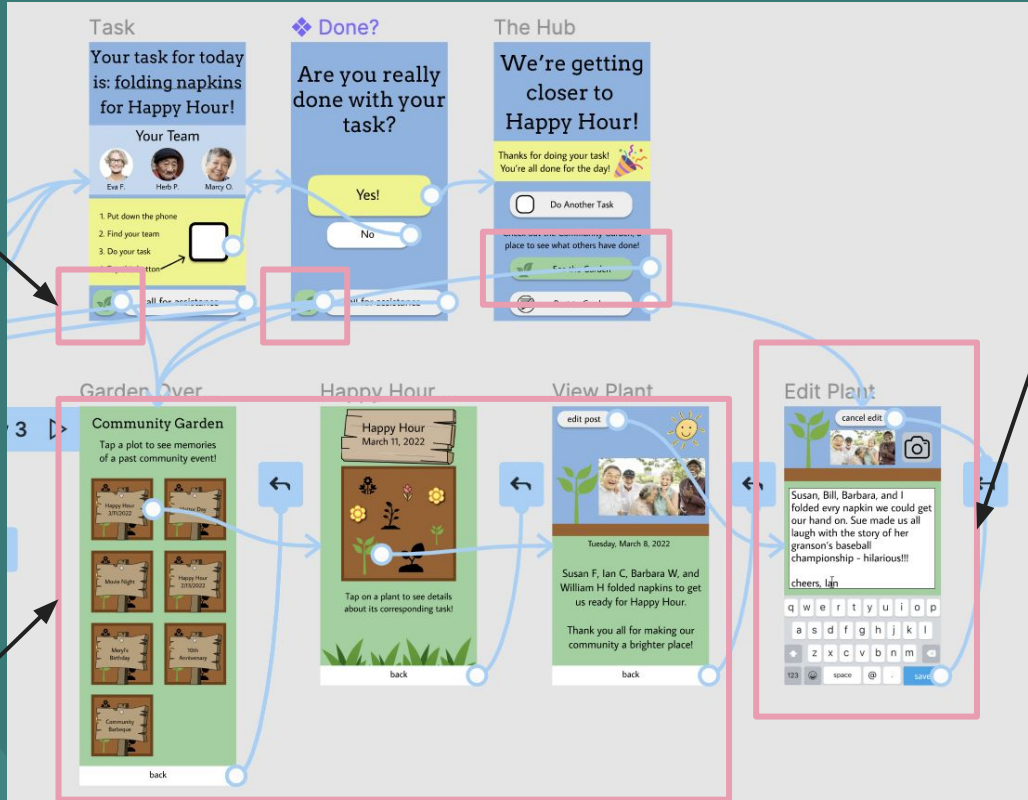 Task
Your task for today
is: folding napkins
for Happy Hour!
Your Team
Eva F. Herb P. Marcy O.
1. Put down the phone
2. Find your team
3. Do your task
button
for assistance
Done?
Are you really
done with your
task?
Yes!
No
for assistance
The Hub
We're getting
closer to
Happy Hour!
Thanks for doing your task!
You're all done for the day!
Do Another Task
place to see what others have done!
See the Garden
3
Garden Over
Community Garden
Tap a plot to see memories
of a past community event!
Happy Hour
3/11/2022
Day
Movie Night
Happy Hour
2/13/2022
Meryl's
Birthday
10th
Anniversary
Community
Barbeque
back
Happy Hour
Happy Hour
March 11, 2022
Tap on a plant to see details
about its corresponding task!
back
View Plant
edit post
Tuesday, March 8, 2022
Susan F, Ian C, Barbara W, and
William H folded napkins to get
us ready for Happy Hour.
Thank you all for making our
community a brighter place!
back
Edit Plant
cancel edit
Susan, Bill, Barbara, and I
folded evry napkin we could get
our hand on. Sue made us all
laugh with the story of her
granson's baseball
championship - hilarious!!!
cheers, Ian
q w e r t y u i o p
a s d f g h j k l
z x c v b n m
123 space @ . save